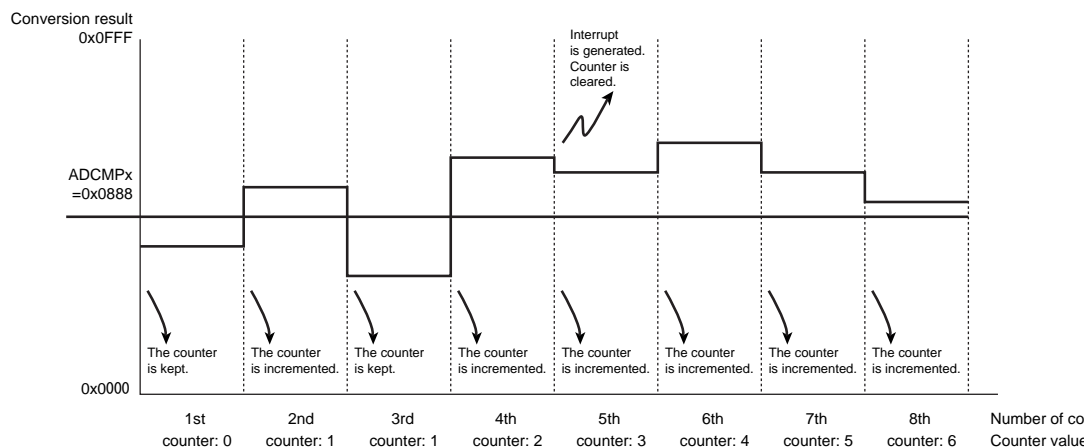 Conversion result
0x0FFF
Interrupt
is generated.
Counter is
cleared.
ADCMPx
=0x0888
The counter
is kept.
The counter
is incremented.
The counter
is kept.
The counter
is incremented.
The counter
is incremented.
The counter
is incremented.
The counter
is incremented.
The counter
is incremented.
0x0000
1st 2nd 3rd 4th 5th 6th 7th 8th Number of co
counter: 0 counter: 1 counter: 1 counter: 2 counter: 3 counter: 4 counter: 5 counter: 6 Counter value